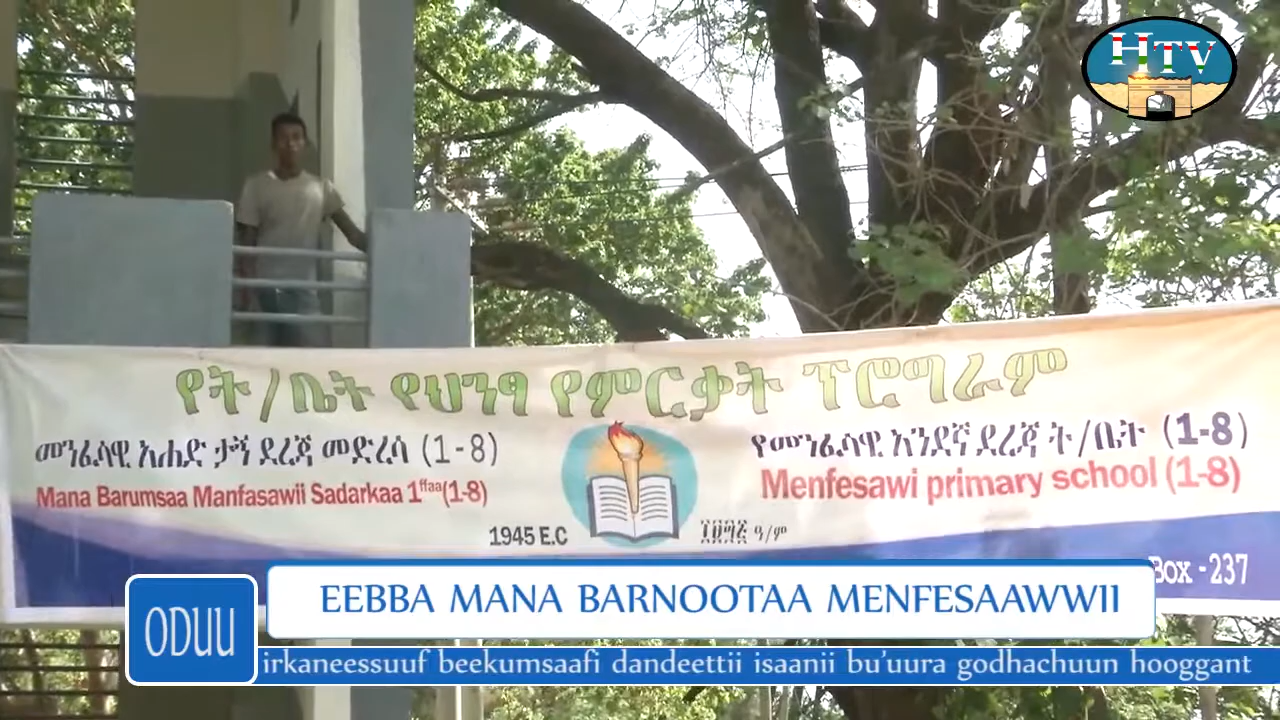 HTV
የት/ቤት የህንፃ የምርቃት ፕሮግራም
መንፈሳዊ አሐድ ታኝ ደረጃ መድረሳ (1-8)
Mana Barumsaa Manfasawii Sadarkaa 1ffaa(1-8)
የመንፈሳዊ አንደኛ ደረጃ ት/ቤት (1-8)
Menfesawi primary school (1-8)
1945 E.C
ዓ/ም
Box -237
EEBBA MANA BARNOOTAA MENFESAAWWII
ODUU
irkaneessuuf beekumsaafi dandeettii isaanii bu'uura godhachuun hooggant